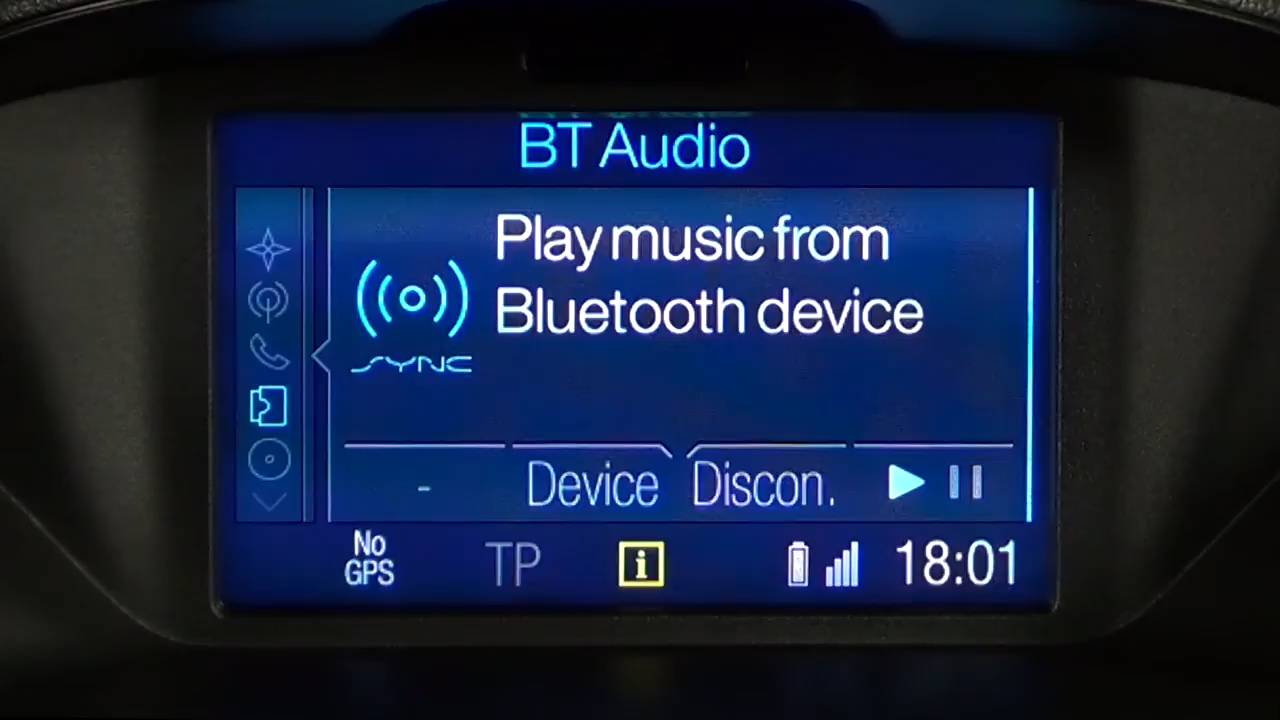 BT Audio
Play music from
Bluetooth device
SYNC
- Device Discon.
No
GPS
TP
i
18:01